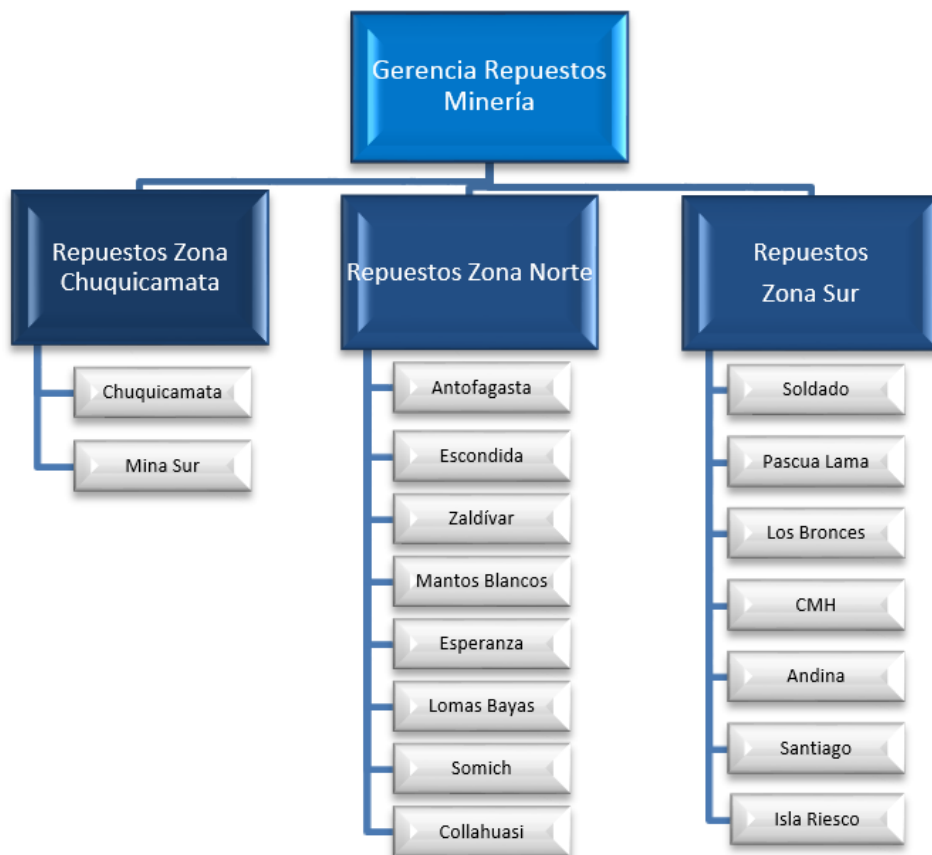 Gerencia Repuestos
Minería
Repuestos Zona
Chuquicamata
Chuquicamata
Mina Sur
Repuestos Zona Norte
Antofagasta
Escondida
Zaldívar
Mantos Blancos
Esperanza
Lomas Bayas
Somich
Collahuasi
Repuestos
Zona Sur
Soldado
Pascua Lama
Los Bronces
CMH
Andina
Santiago
Isla Riesco